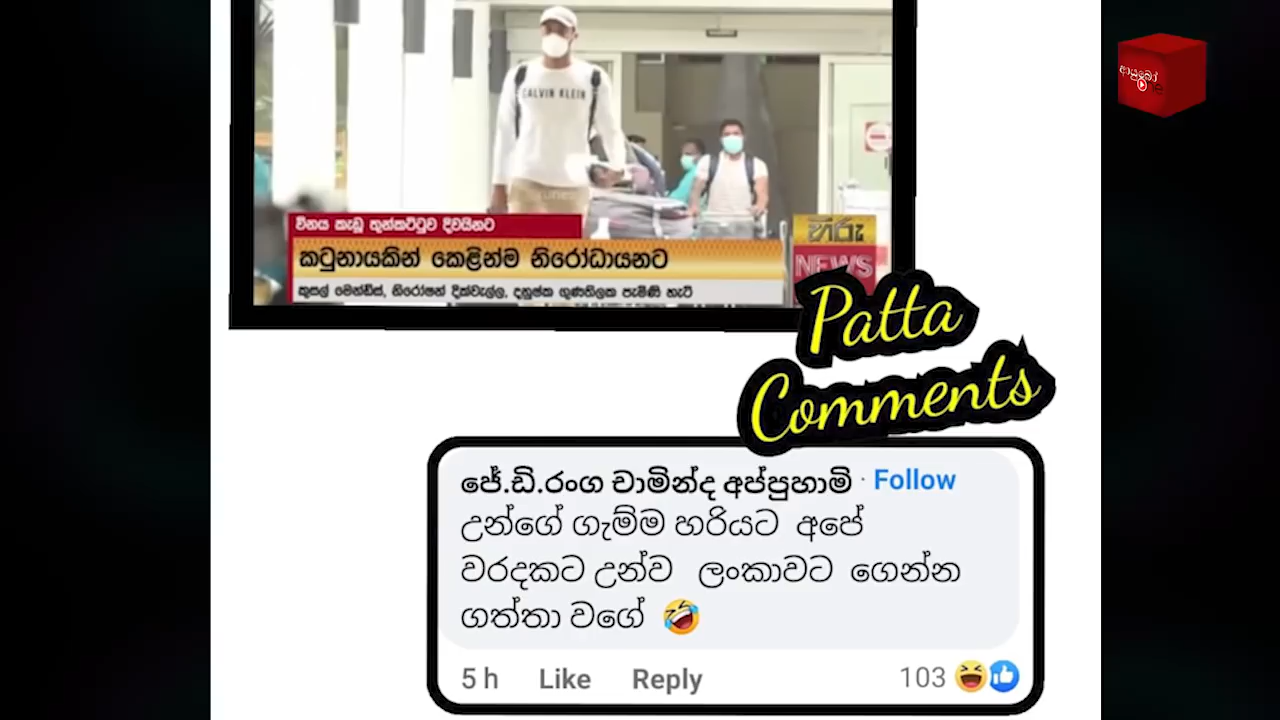 ආයුබෝ
CALVIN KLEIN
විනය කැඩූ තුන්කට්ටුව දිවයිනට
හිරු
කටුනායකින් කෙළින්ම නිරෝධායනට
NEWS
කුසල් මෙන්ඩිස්, නිරෝෂන් දික්වැල්ල, දනුෂ්ක ගුණතිලක පැමිණි හැටි
Patta
Comments
ජේ.ඩි.රංග චාමින්ද අප්පුහාමි · Follow
උන්ගේ ගැම්ම හරියට අපේ
වරදකට උන්ව ලංකාවට ගෙන්න
ගත්තා වගේ 🤣
5 h Like Reply 103